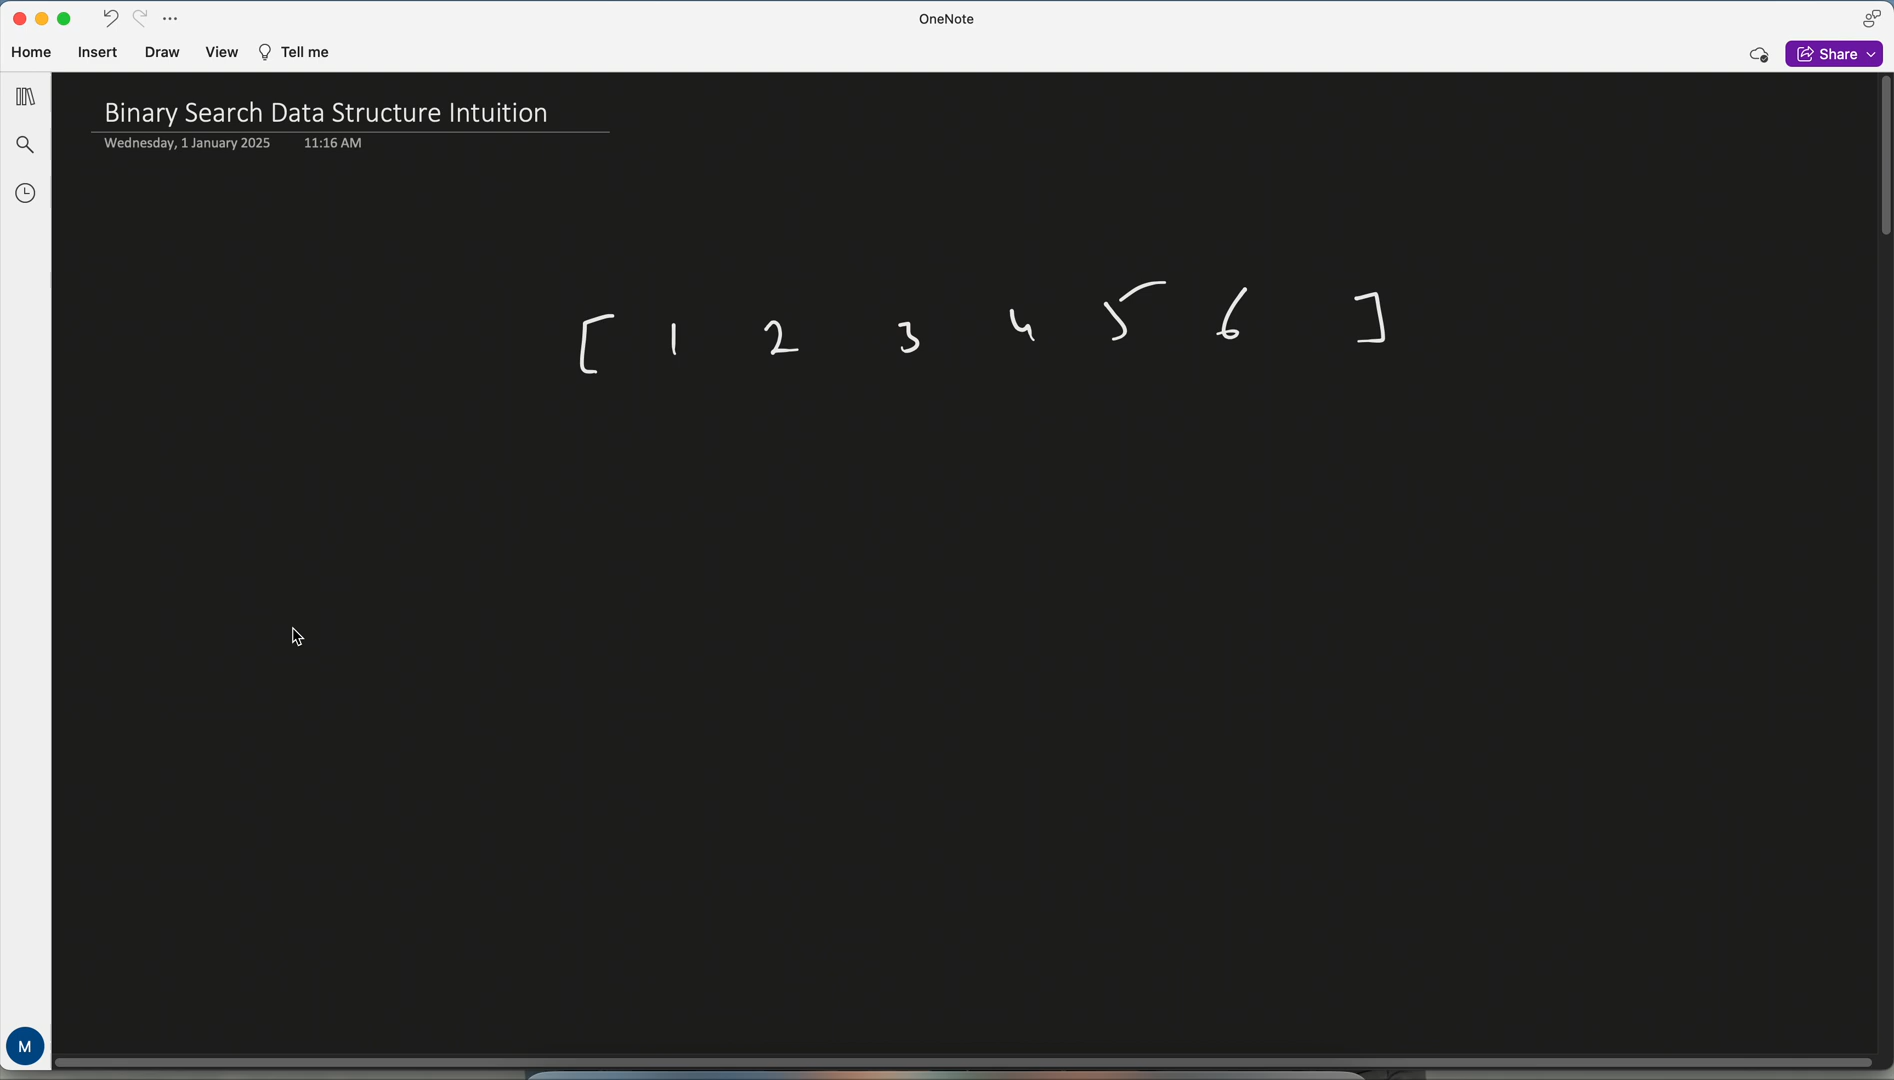 OneNote
Home Insert Draw View Tell me Share
Binary Search Data Structure Intuition
Wednesday, 1 January 2025 11:16 AM
[ 1 2 3 4 5 6 ]
M